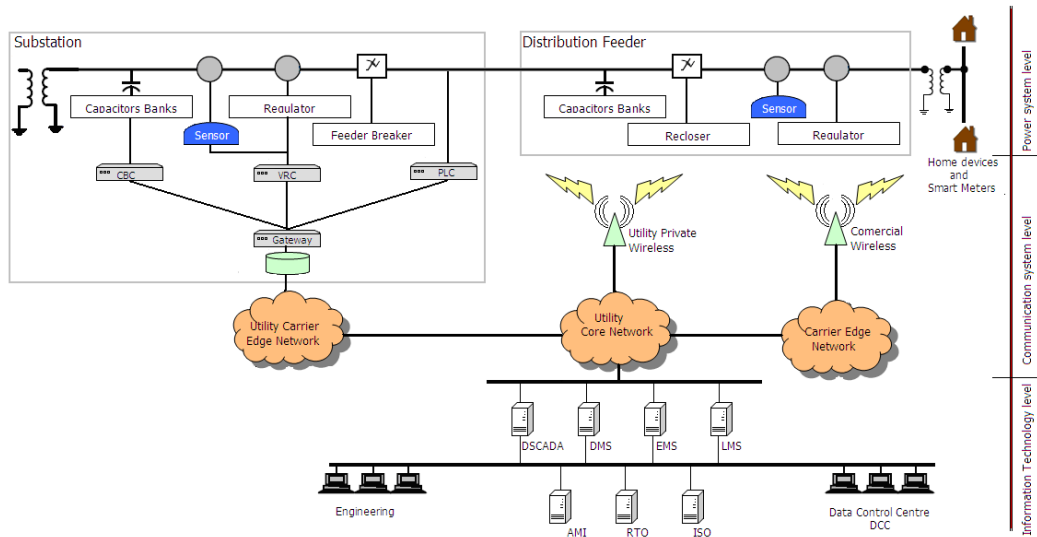 Substation
Distribution Feeder
Capacitors Banks
Regulator
Sensor
Feeder Breaker
Capacitors Banks
Recloser
Sensor
Regulator
CBC
VRC
PLC
Gateway
Home devices
and
Smart Meters
Utility Private
Wireless
Comercial
Wireless
Utility Carrier
Edge Network
Utility
Core Network
Carrier Edge
Network
DSCADA
DMS
EMS
LMS
Engineering
AMI
RTO
ISO
Data Control Centre
DCC
Power system level
Communication system level
Information Technology level